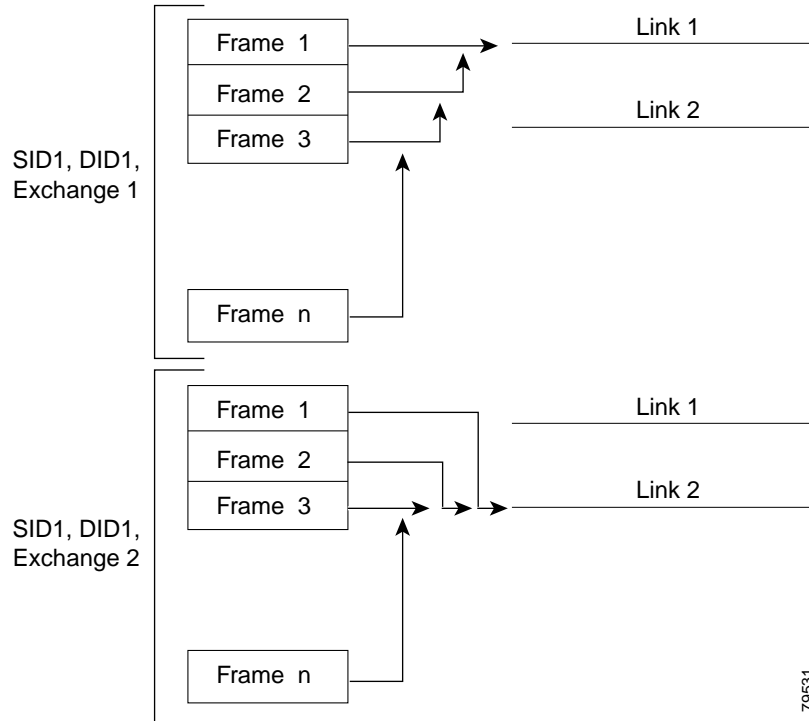 Frame 1
Link 1
Frame 2
Link 2
Frame 3
SID1, DID1,
Exchange 1
Frame n
Frame 1
Link 1
Frame 2
Link 2
Frame 3
SID1, DID1,
Exchange 2
Frame n
79531